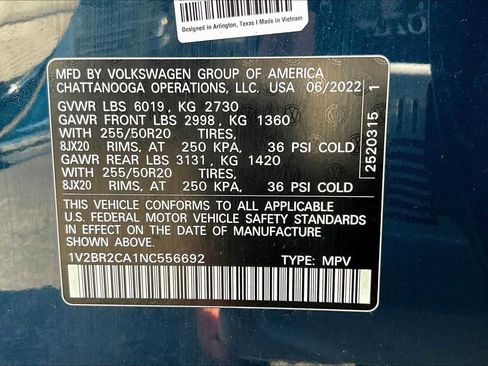 Designed in Arlington, Texas | Made in Vietnam
MFD BY VOLKSWAGEN GROUP OF AMERICA
CHATTANOOGA OPERATIONS, LLC. USA 06/2022
GVWR LBS 6019, KG 2730
GAWR FRONT LBS 2998, KG 1360
WITH 255/50R20 TIRES,
8JX20 RIMS, AT 250 KPA, 36 PSI COLD
GAWR REAR LBS 3131, KG 1420
WITH 255/50R20 TIRES,
8JX20 RIMS, AT 250 KPA, 36 PSI COLD
THIS VEHICLE CONFORMS TO ALL APPLICABLE
U.S. FEDERAL MOTOR VEHICLE SAFETY STANDARDS
IN EFFECT ON THE DATE OF MANUFACTURE
SHOWN ABOVE.
1V2BR2CA1NC556692 TYPE: MPV
2520315 1